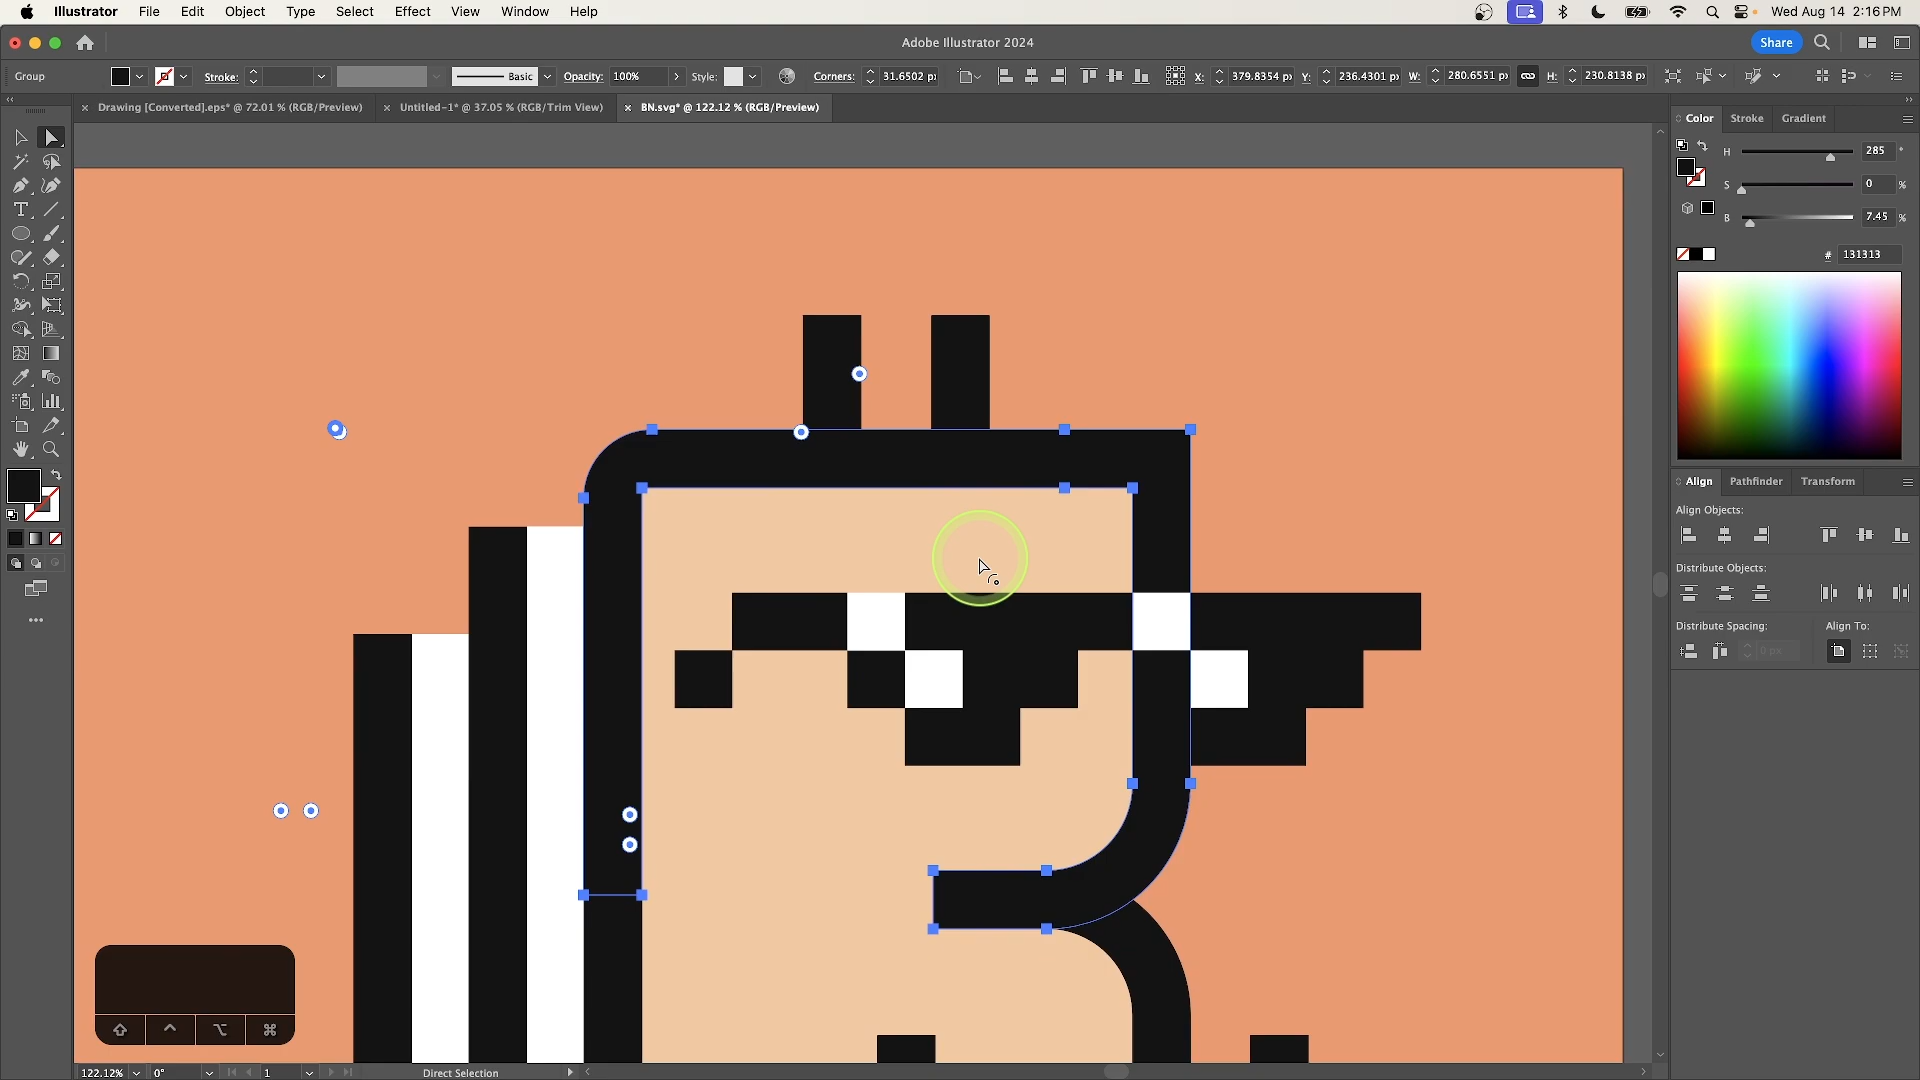 Illustrator File Edit Object Type Select Effect View Window Help
Wed Aug 14 2:16 PM
Adobe Illustrator 2024
Share
Group
Stroke:
Basic
Opacity: 100%
Style:
Corners: 31.6502 p
X: 379.8354 p
Y: 236.4301 p
W: 280.6551 p
H: 230.8138 p
Drawing [Converted].eps* @ 72.01 % (RGB/Preview)
Untitled-1* @ 37.05 % (RGB/Trim View)
BN.svg* @ 122.12 % (RGB/Preview)
Color Stroke Gradient
H 285 °
S 0 %
B 7.45 %
# 131313
Align Pathfinder Transform
Align Objects:
Distribute Objects:
Distribute Spacing: Align To:
0 px
122.12% 0° 1 Direct Selection